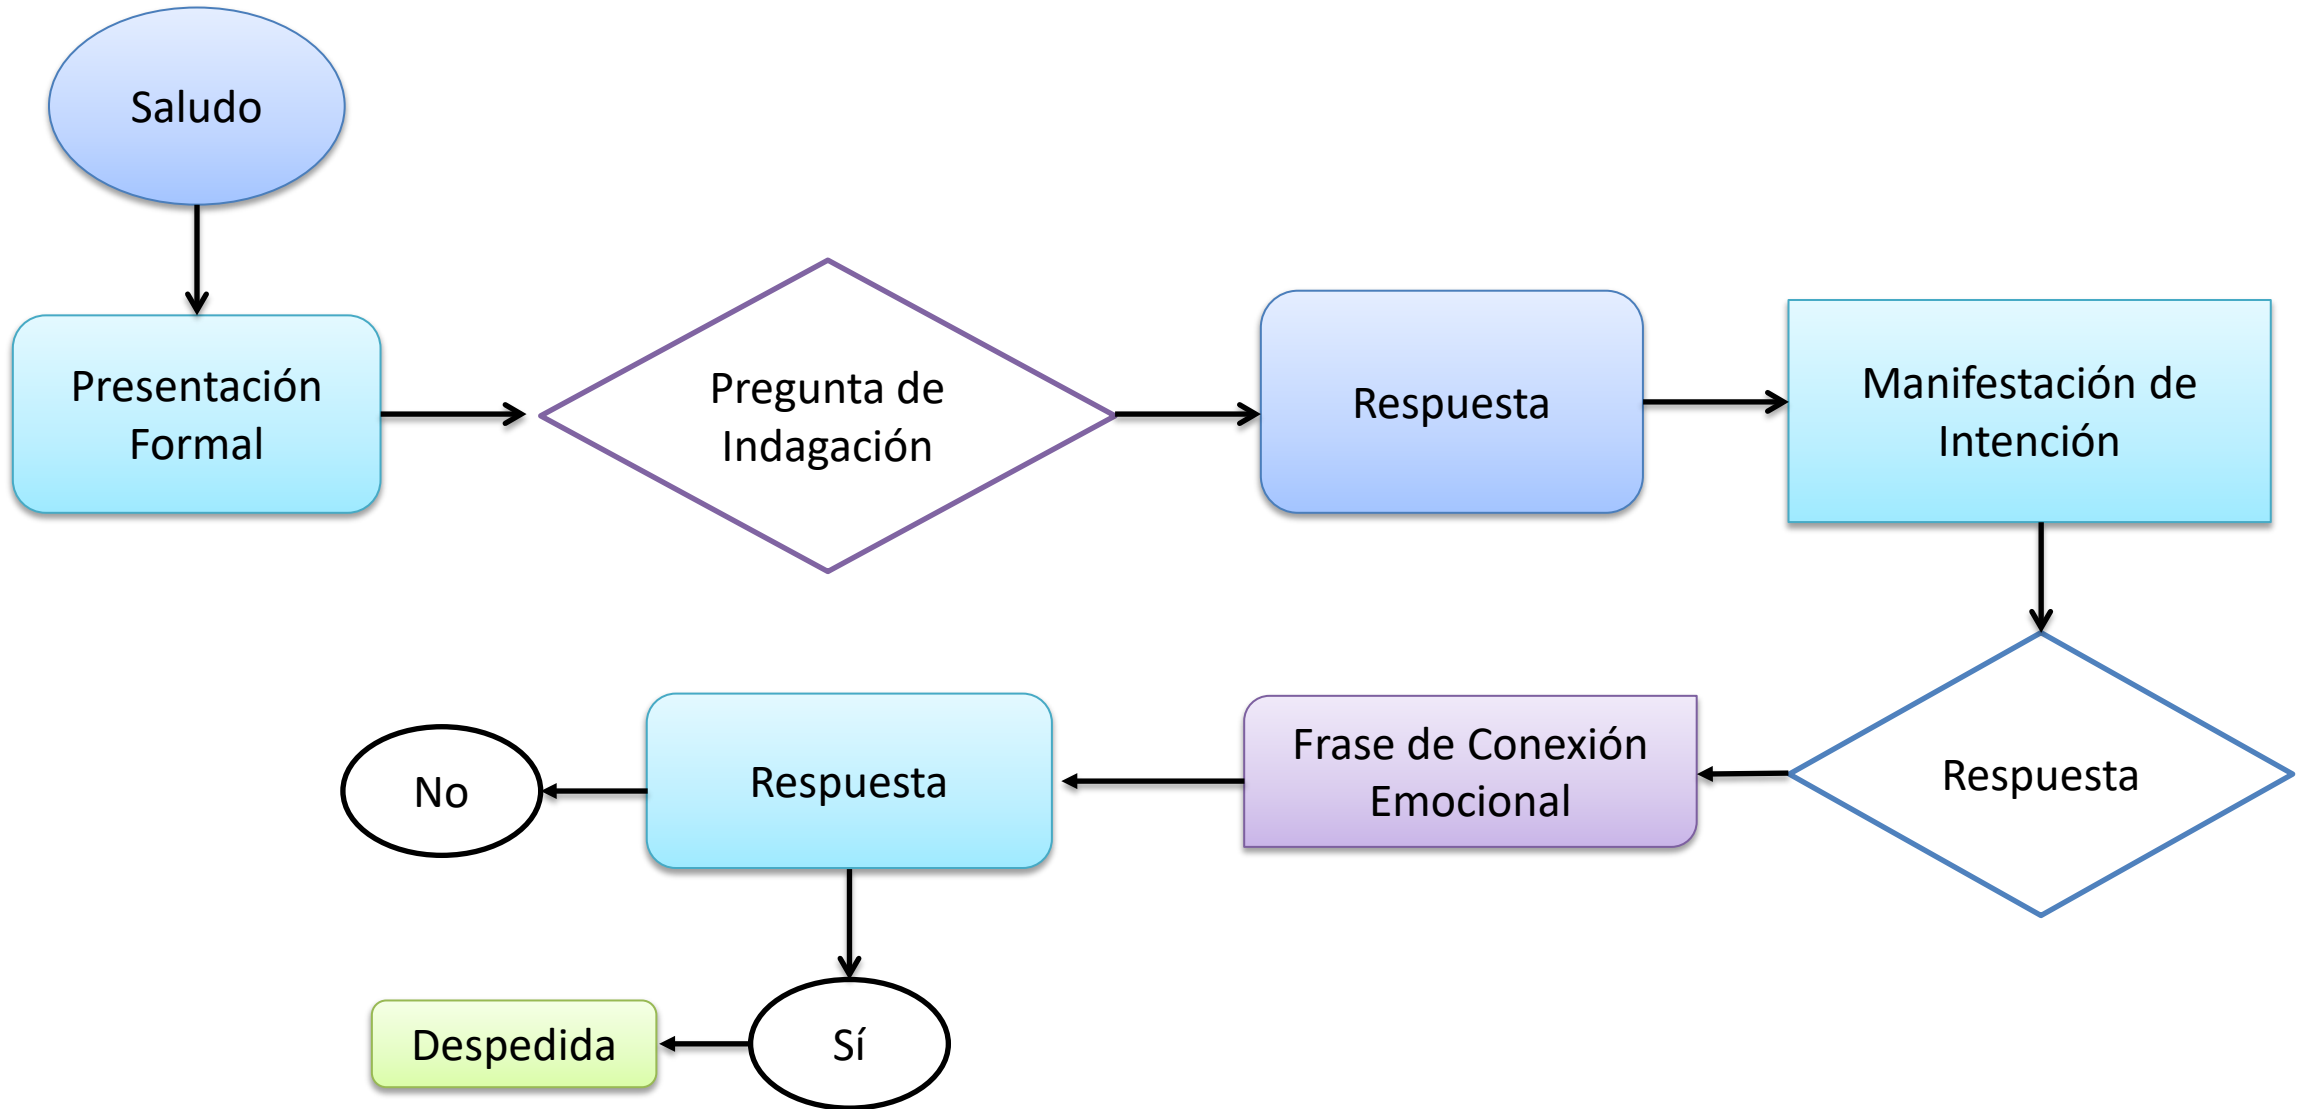 Saludo
Presentación
Formal
Pregunta de
Indagación
Respuesta
Manifestación de
Intención
Respuesta
Frase de Conexión
Emocional
Respuesta
No
Sí
Despedida